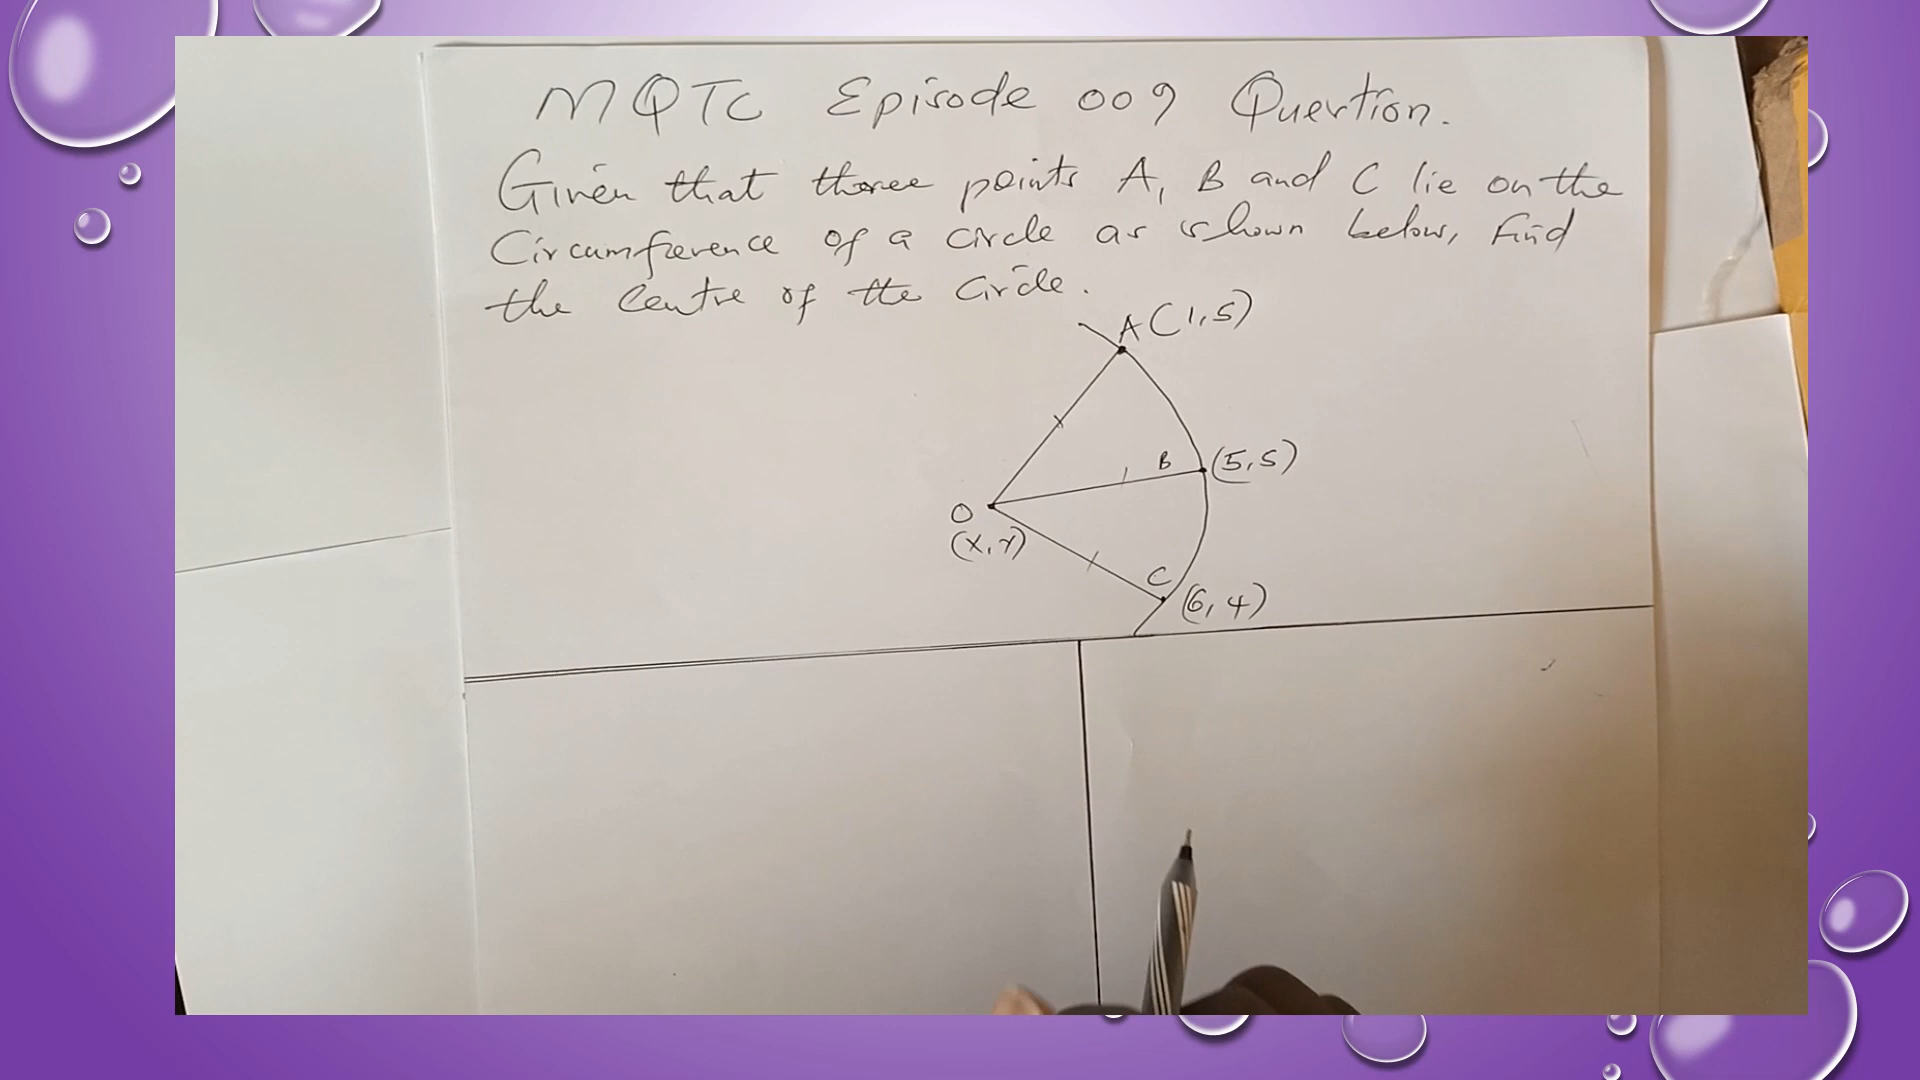 MQTC Episode 009 Question.
Given that three points A, B and C lie on the
Circumference of a circle as shown below, find
the Centre of the Circle.
A (1,5)
B (5,5)
O
(x,y)
C
(6,4)